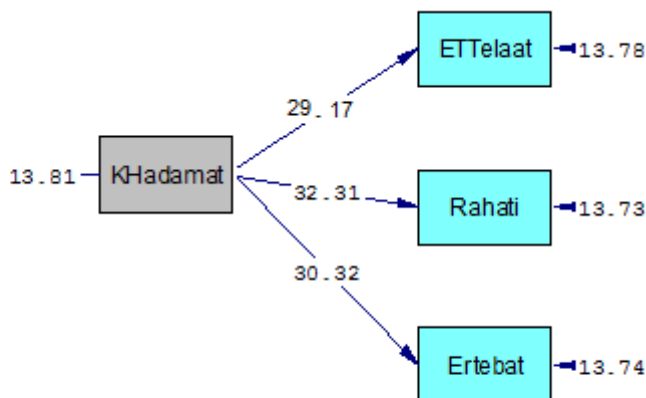 ETTelaat
13.78
29.17
13.81
KHadamat
32.31
Rahati
13.73
30.32
Ertebat
13.74